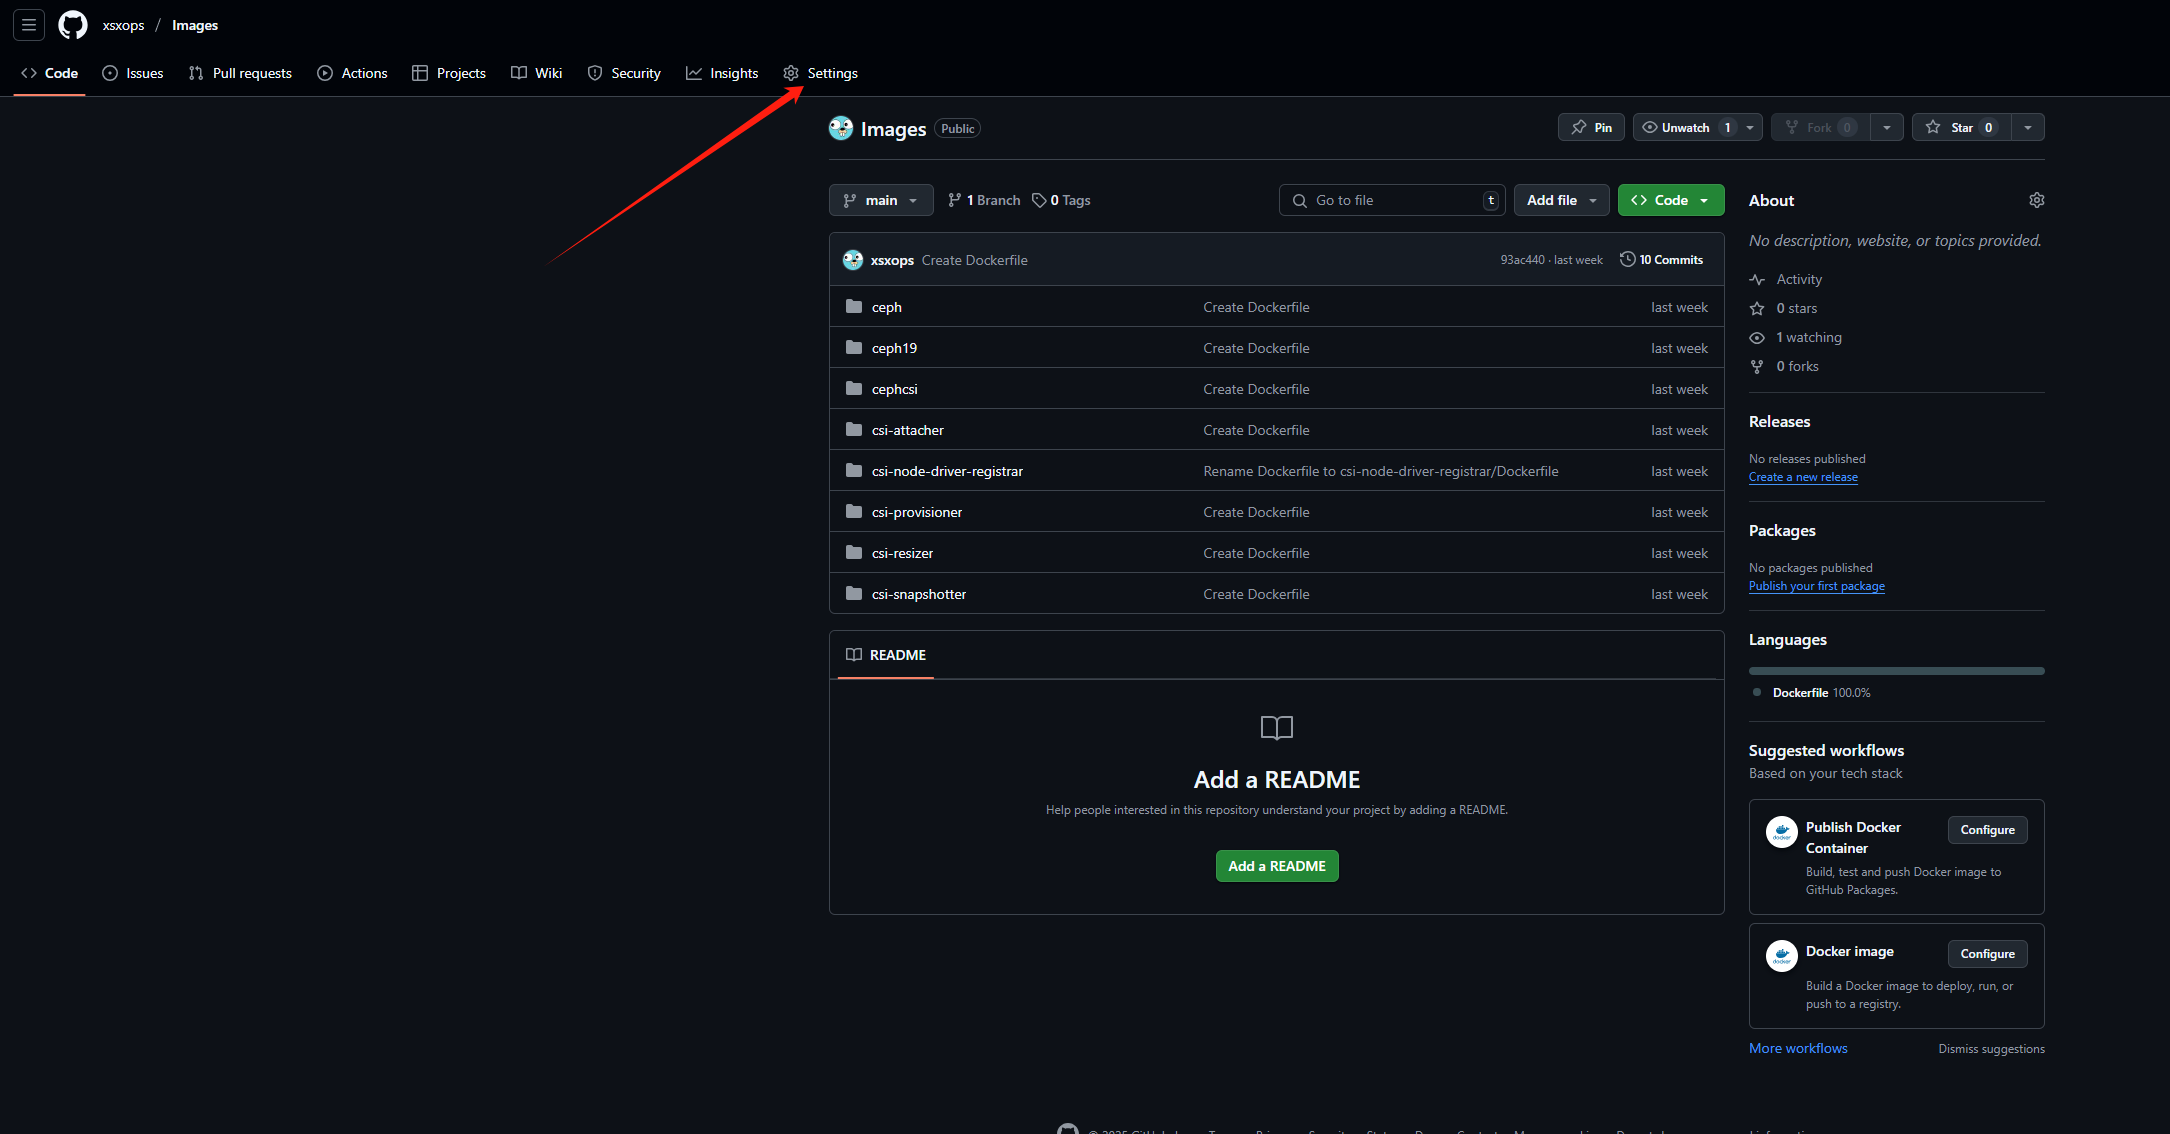 xsxops / Images
Code Issues Pull requests Actions Projects Wiki Security Insights Settings
Images Public
Pin Unwatch 1 Fork 0 Star 0
main 1 Branch 0 Tags Go to file t Add file Code
xsxops Create Dockerfile 93ac440 · last week 10 Commits
ceph Create Dockerfile last week
ceph19 Create Dockerfile last week
cephcsi Create Dockerfile last week
csi-attacher Create Dockerfile last week
csi-node-driver-registrar Rename Dockerfile to csi-node-driver-registrar/Dockerfile last week
csi-provisioner Create Dockerfile last week
csi-resizer Create Dockerfile last week
csi-snapshotter Create Dockerfile last week
README
Add a README
Help people interested in this repository understand your project by adding a README.
Add a README
About
No description, website, or topics provided.
Activity
0 stars
1 watching
0 forks
Releases
No releases published
Create a new release
Packages
No packages published
Publish your first package
Languages
Dockerfile 100.0%
Suggested workflows
Based on your tech stack
docker
Publish Docker
Container
Configure
Build, test and push Docker image to
GitHub Packages.
docker
Docker image
Configure
Build a Docker image to deploy, run, or
push to a registry.
More workflows Dismiss suggestions